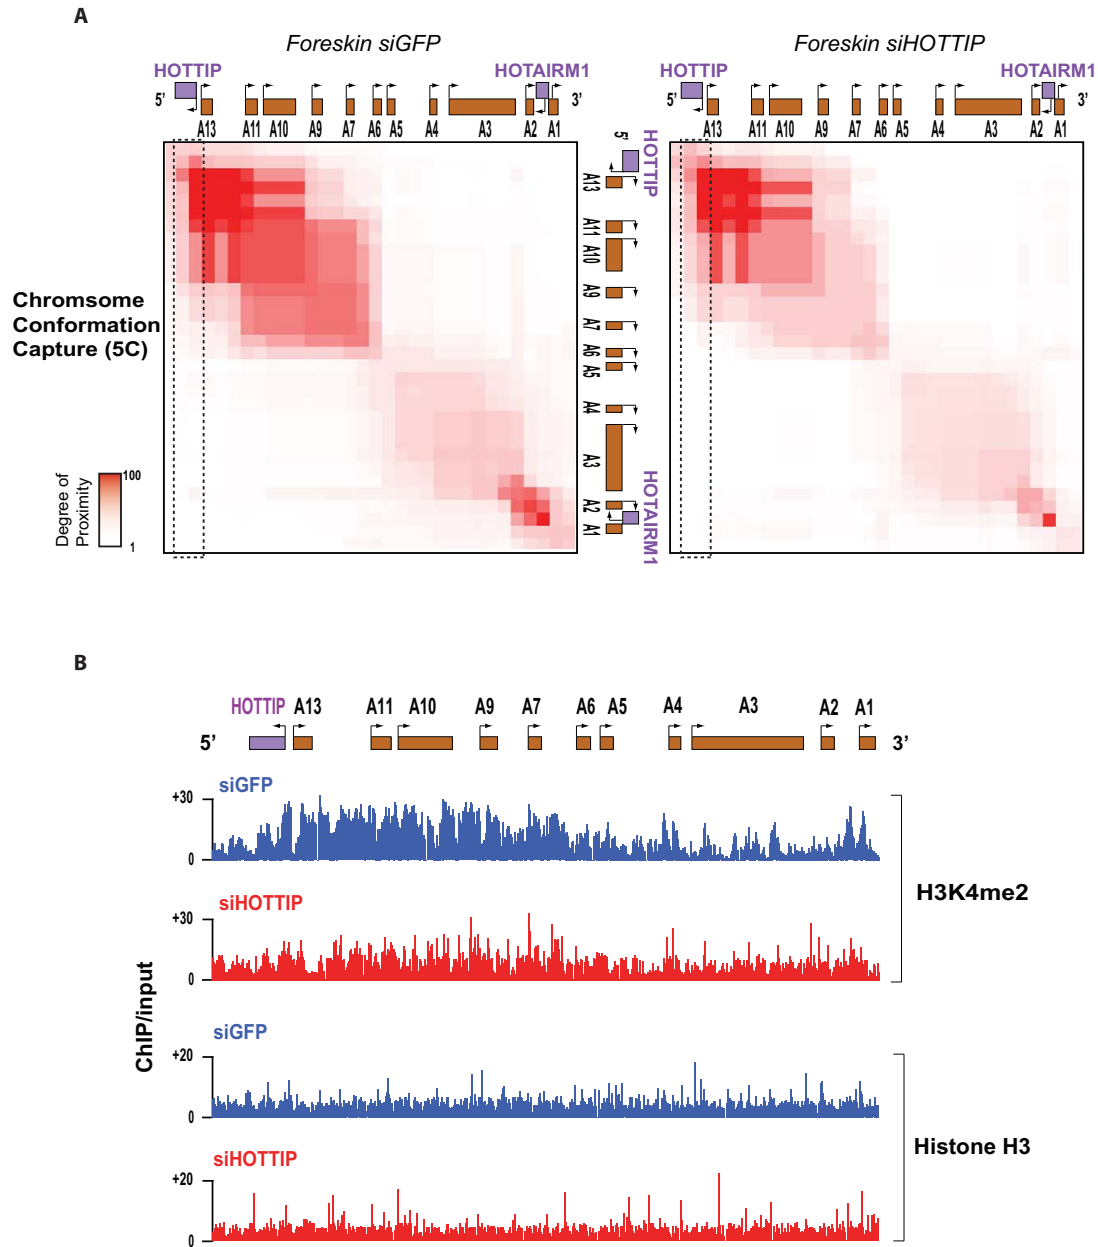 A
Foreskin siGFP
Foreskin siHOTTIP
HOTTIP
HOTAIRM1
5’
3’
A13 A11 A10 A9 A7 A6 A5 A4 A3 A2 A1
HOTTIP
HOTAIRM1
5’
3’
A13 A11 A10 A9 A7 A6 A5 A4 A3 A2 A1
5’
HOTTIP
A13
A11
A10
A9
A7
A6
A5
A4
A3
A2
A1
HOTAIRM1
Chromsome
Conformation
Capture (5C)
Degree of
Proximity
100
1
B
HOTTIP A13 A11 A10 A9 A7 A6 A5 A4 A3 A2 A1
5’
3’
siGFP
+30
0
siHOTTIP
+30
0
H3K4me2
ChIP/input
siGFP
+20
0
siHOTTIP
+20
0
Histone H3